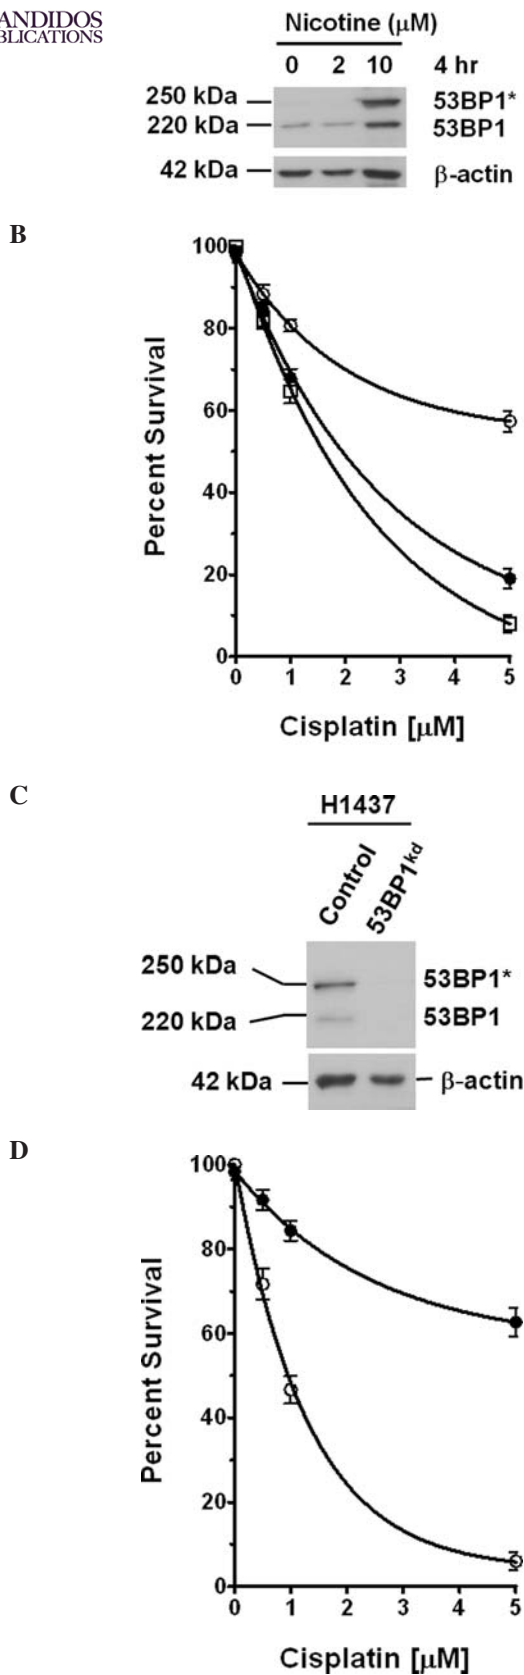 ANDIDOS
BLICATIONS
Nicotine (μM)
0 2 10 4 hr
250 kDa 53BP1*
220 kDa 53BP1
42 kDa β-actin
B
100
80
60
40
20
0
Percent Survival
0 1 2 3 4 5
Cisplatin [μM]
C
H1437
Control 53BP1kd
250 kDa 53BP1*
220 kDa 53BP1
42 kDa β-actin
D
100
80
60
40
20
0
Percent Survival
0 1 2 3 4 5
Cisplatin [μM]